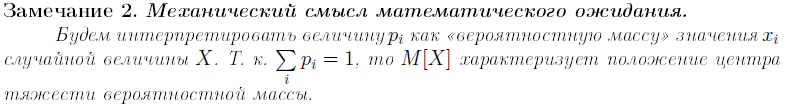 Замечание 2. Механический смысл математического ожидания.
Будем интерпретировать величину p_i как «вероятностную массу» значения x_i
случайной величины X. Т. к. ∑_i p_i = 1, то M[X] характеризует положение центра
тяжести вероятностной массы.